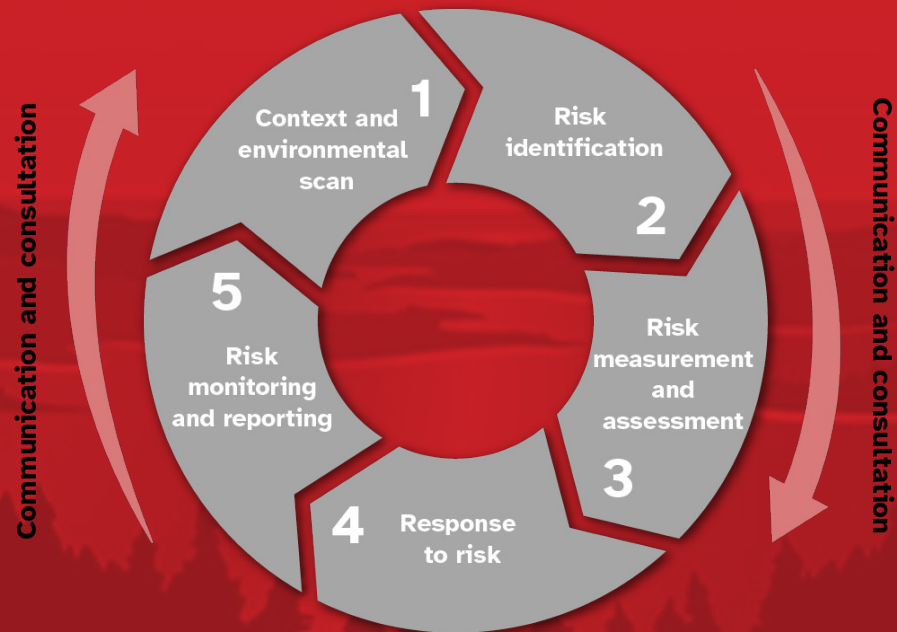 Communication and consultation
1
Context and
environmental
scan
Risk
identification
2
Risk
measurement
and
assessment
3
4
Response
to risk
5
Risk
monitoring
and reporting
Communication and consultation